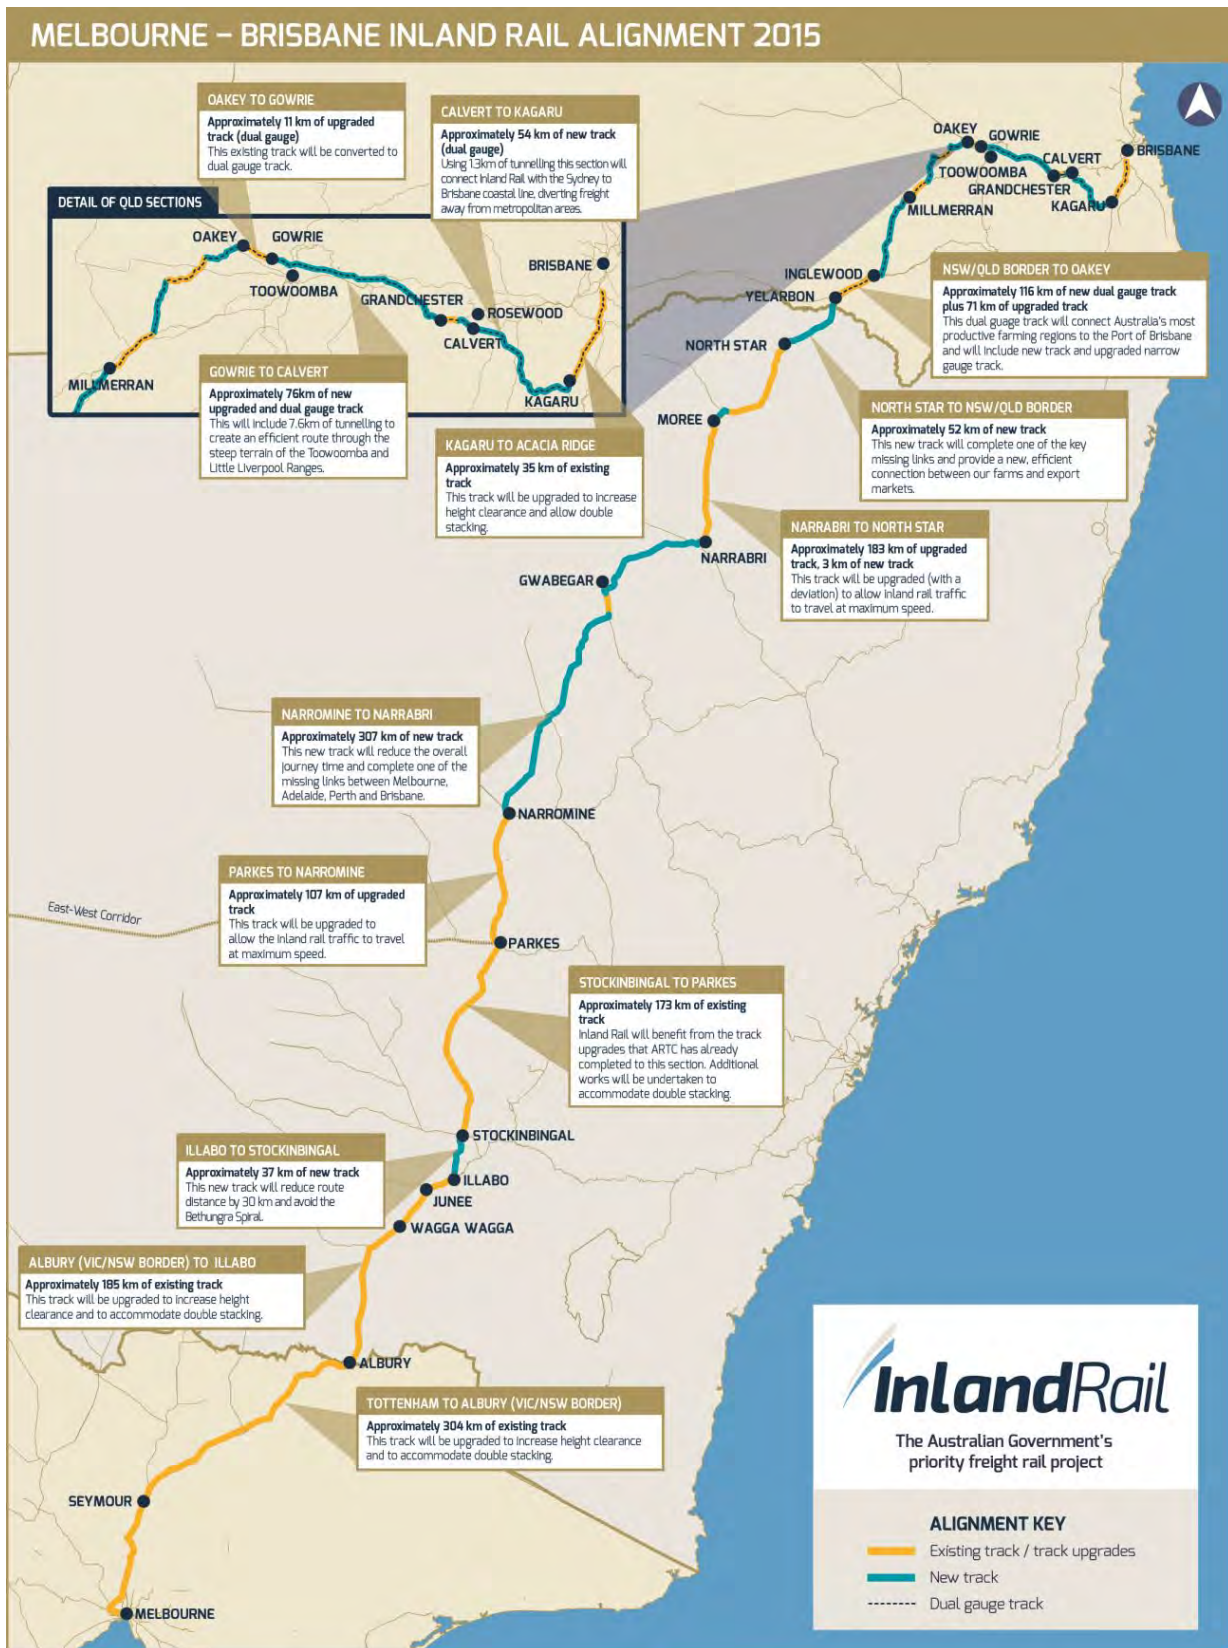 MELBOURNE – BRISBANE INLAND RAIL ALIGNMENT 2015
OAKEY TO GOWRIE
Approximately 11 km of upgraded
track (dual gauge)
This existing track will be converted to
dual gauge track.
CALVERT TO KAGARU
Approximately 54 km of new track
(dual gauge)
Using 1.3km of tunnelling this section will
connect Inland Rail with the Sydney to
Brisbane coastal line, diverting freight
away from metropolitan areas.
DETAIL OF QLD SECTIONS
OAKEY
GOWRIE
TOOWOOMBA
BRISBANE
GRANDCHESTER
ROSEWOOD
CALVERT
MILLMERRAN
KAGARU
GOWRIE TO CALVERT
Approximately 76km of new
upgraded and dual gauge track
This will include 7.6km of tunnelling to
create an efficient route through the
steep terrain of the Toowoomba and
Little Liverpool Ranges.
KAGARU TO ACACIA RIDGE
Approximately 35 km of existing
track
This track will be upgraded to increase
height clearance and allow double
stacking.
OAKEY
GOWRIE
BRISBANE
TOOWOOMBA
CALVERT
GRANDCHESTER
KAGARU
MILLMERRAN
INGLEWOOD
YELARBON
NORTH STAR
MOREE
NSW/QLD BORDER TO OAKEY
Approximately 116 km of new dual gauge track
plus 71 km of upgraded track
This dual guage track will connect Australia's most
productive farming regions to the Port of Brisbane
and will include new track and upgraded narrow
gauge track.
NORTH STAR TO NSW/QLD BORDER
Approximately 52 km of new track
This new track will complete one of the key
missing links and provide a new, efficient
connection between our farms and export
markets.
NARRABRI TO NORTH STAR
Approximately 183 km of upgraded
track, 3 km of new track
This track will be upgraded (with a
deviation) to allow inland rail traffic
to travel at maximum speed.
NARRABRI
GWABEGAR
NARROMINE TO NARRABRI
Approximately 307 km of new track
This new track will reduce the overall
journey time and complete one of the
missing links between Melbourne,
Adelaide, Perth and Brisbane.
NARROMINE
PARKES TO NARROMINE
Approximately 107 km of upgraded
track
This track will be upgraded to
allow the inland rail traffic to travel
at maximum speed.
East-West Corridor
PARKES
STOCKINBINGAL TO PARKES
Approximately 173 km of existing
track
Inland Rail will benefit from the track
upgrades that ARTC has already
completed to this section. Additional
works will be undertaken to
accommodate double stacking.
STOCKINBINGAL
ILLABO TO STOCKINBINGAL
Approximately 37 km of new track
This new track will reduce route
distance by 30 km and avoid the
Bethungra Spiral.
ILLABO
JUNEE
WAGGA WAGGA
ALBURY (VIC/NSW BORDER) TO ILLABO
Approximately 185 km of existing track
This track will be upgraded to increase height
clearance and to accommodate double stacking.
ALBURY
TOTTENHAM TO ALBURY (VIC/NSW BORDER)
Approximately 304 km of existing track
This track will be upgraded to increase height clearance
and to accommodate double stacking.
SEYMOUR
MELBOURNE
InlandRail
The Australian Government's
priority freight rail project
ALIGNMENT KEY
Existing track / track upgrades
New track
Dual gauge track